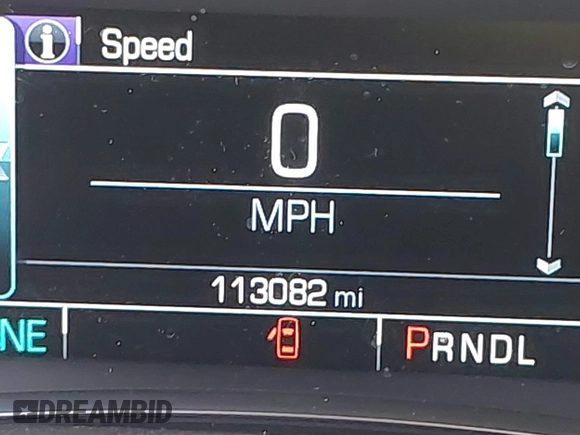 Speed
0
MPH
113082 mi
NE
PRNDL
DREAMBID